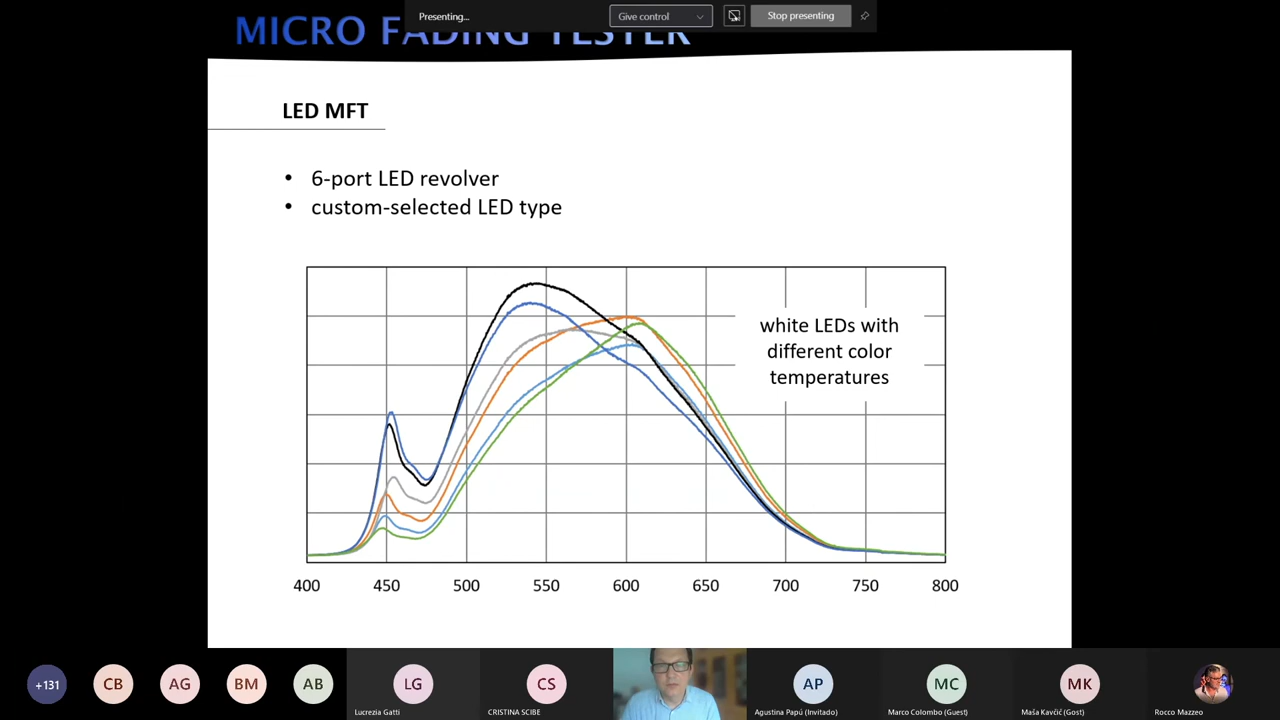 Presenting...
Give control
Stop presenting
MICRO FADING TESTER
LED MFT
• 6-port LED revolver
• custom-selected LED type
white LEDs with
different color
temperatures
400 450 500 550 600 650 700 750 800
+131
CB
AG
BM
AB
LG
CS
AP
MC
MK
Lucrezia Gatti
CRISTINA SCIBE
Agustina Papú (Invitado)
Marco Colombo (Guest)
Maša Kavčič (Gost)
Rocco Mazzeo